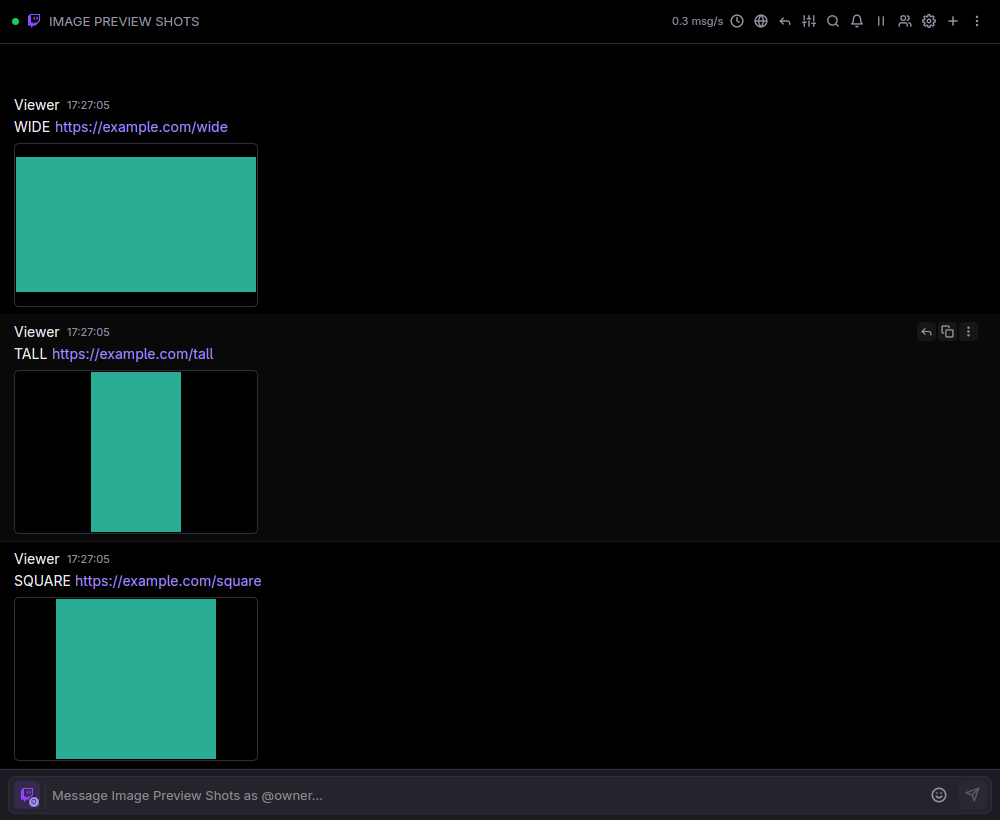 IMAGE PREVIEW SHOTS
0.3 msg/s
Viewer 17:27:05
WIDE https://example.com/wide
Viewer 17:27:05
TALL https://example.com/tall
Viewer 17:27:05
SQUARE https://example.com/square
Message Image Preview Shots as @owner...